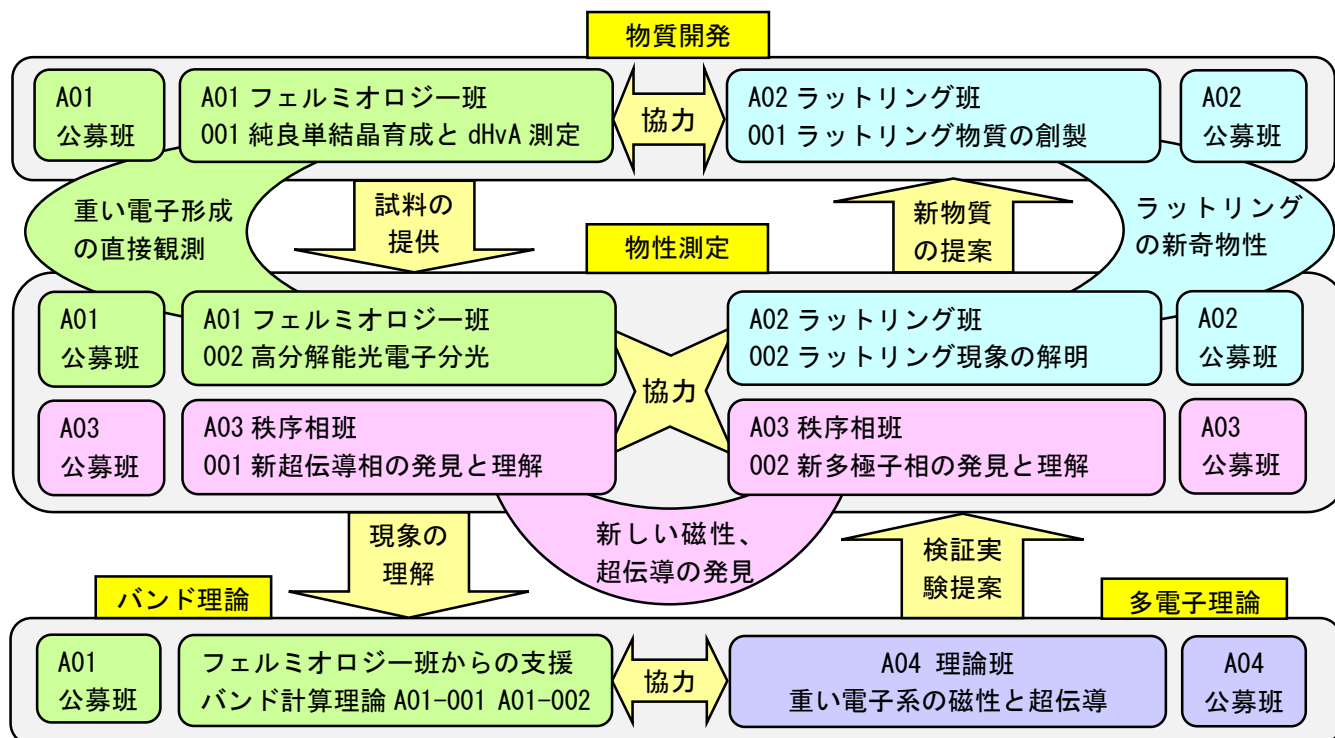 物質開発
A01
公募班
A01 フェルミオロジー班
001 純良単結晶育成と dHvA 測定
協力
A02 ラットリング班
001 ラットリング物質の創製
A02
公募班
重い電子形成
の直接観測
試料の
提供
新物質
の提案
ラットリング
の新奇物性
物性測定
A01
公募班
A01 フェルミオロジー班
002 高分解能光電子分光
A02 ラットリング班
002 ラットリング現象の解明
A02
公募班
協力
A03
公募班
A03 秩序相班
001 新超伝導相の発見と理解
A03 秩序相班
002 新多極子相の発見と理解
A03
公募班
現象の
理解
新しい磁性、
超伝導の発見
検証実
験提案
バンド理論
多電子理論
A01
公募班
フェルミオロジー班からの支援
バンド計算理論 A01-001 A01-002
協力
A04 理論班
重い電子系の磁性と超伝導
A04
公募班